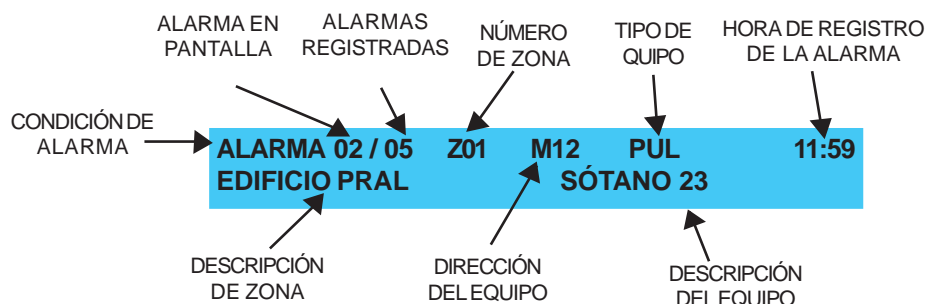 ALARMA EN
PANTALLA
ALARMAS
REGISTRADAS
NÚMERO
DE ZONA
TIPO DE
QUIPO
HORA DE REGISTRO
DE LA ALARMA
CONDICIÓN DE
ALARMA
ALARMA 02 / 05 Z01 M12 PUL 11:59
EDIFICIO PRAL SÓTANO 23
DESCRIPCIÓN
DE ZONA
DIRECCIÓN
DEL EQUIPO
DESCRIPCIÓN
DEL EQUIPO